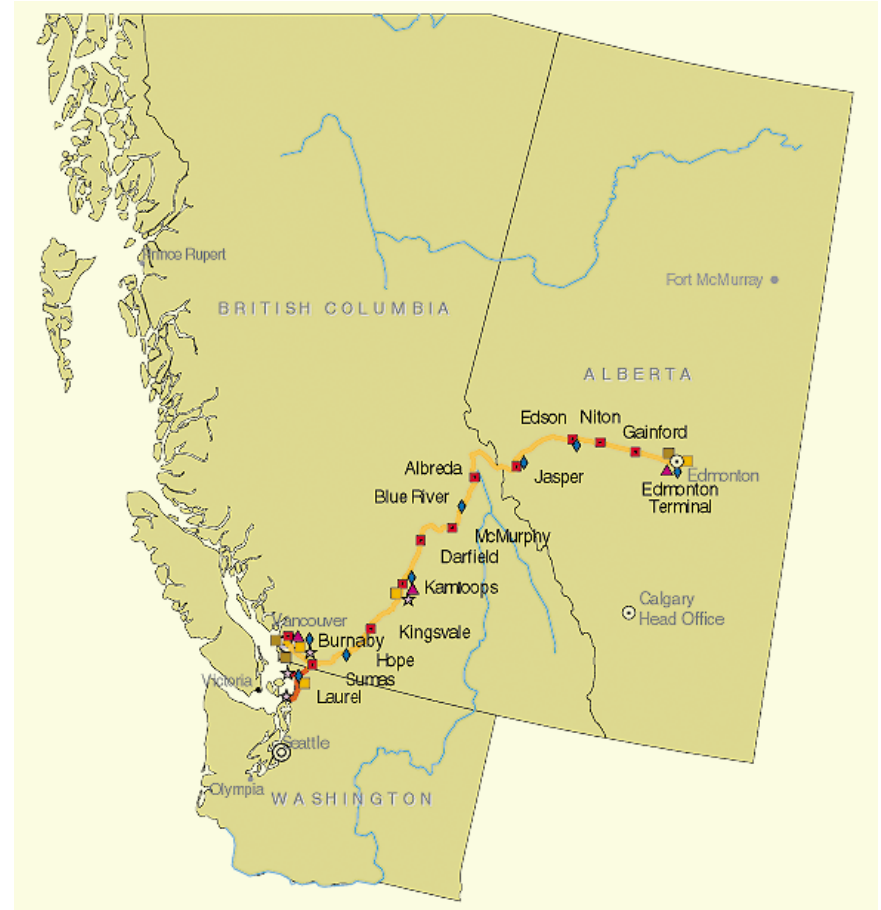 Prince Rupert
Fort McMurray
BRITISH COLUMBIA
ALBERTA
Edson
Niton
Gainford
Albreda
Jasper
Edmonton
Edmonton
Terminal
Blue River
McMurphy
Darfield
Kamloops
Calgary
Head Office
Vancouver
Burnaby
Kingsvale
Hope
Sumas
Victoria
Laurel
Seattle
Olympia
WASHINGTON